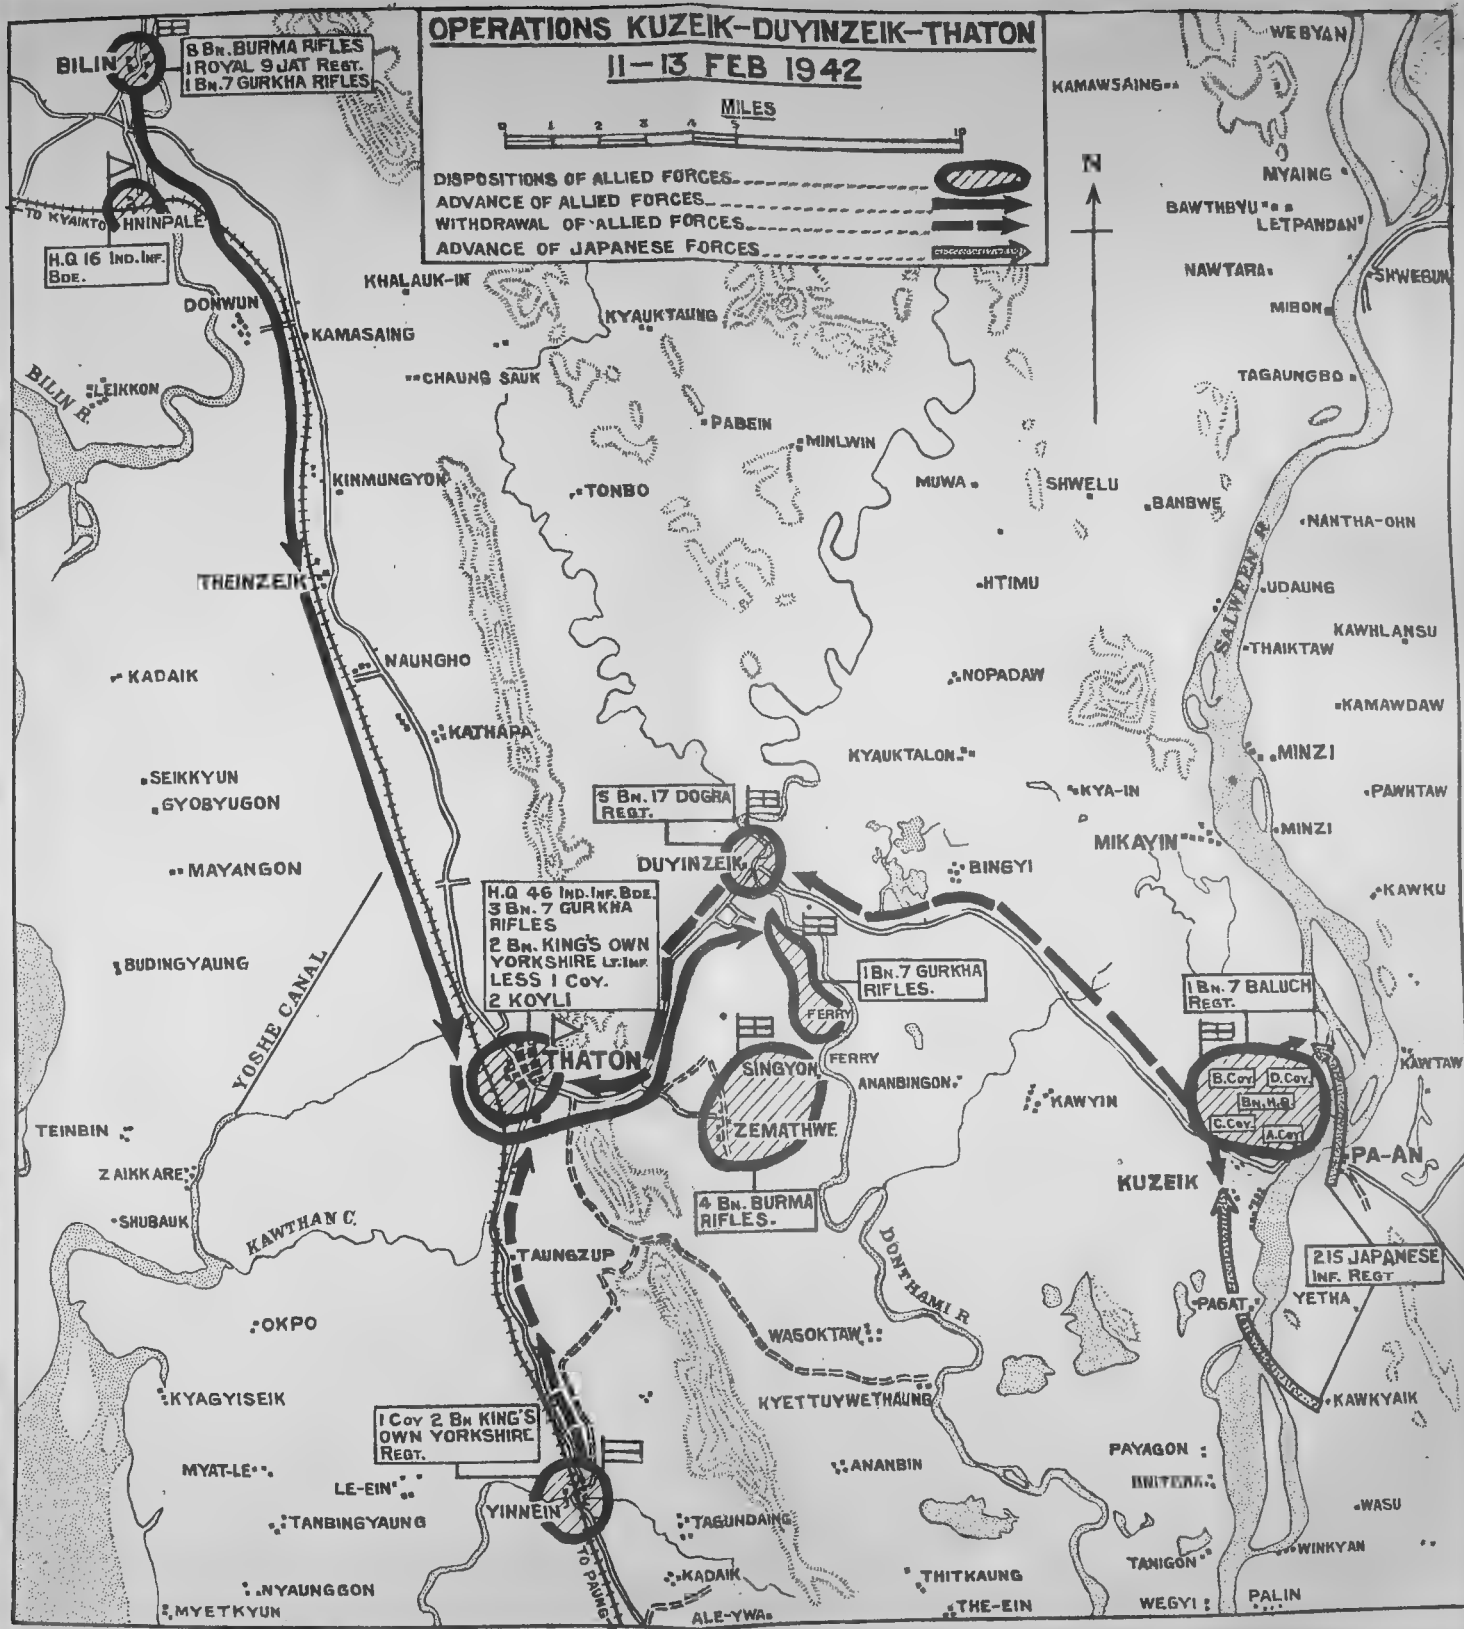 OPERATIONS KUZEIK-DUYINZEIK-THATON
11-13 FEB 1942
MILES
0 1 2 3 4 5 10
DISPOSITIONS OF ALLIED FORCES
ADVANCE OF ALLIED FORCES
WITHDRAWAL OF ALLIED FORCES
ADVANCE OF JAPANESE FORCES
N
BILIN
8 BN. BURMA RIFLES
1 ROYAL 9 JAT REGT.
1 BN. 7 GURKHA RIFLES
TO KYAIKTO
HNINPALE
H.Q 16 IND. INF.
BDE.
WEBYAN
KAMAWSAING
MYAING
BAWTHBYU
LETPANDAN
NAWTARA
SHWEGUN
MIBON
TAGAUNGBO
KHALAUK-IN
DONWUN
KAMASAING
KYAUKTAUNG
CHAUNG SAUK
LEIKKON
BILIN R.
PABEIN
MINLWIN
KINMUNGYON
TONBO
MUWA
SHWELU
BANBWE
NANTHA-OHN
SALWEEN R
THEINZEIK
HTIMU
UDAUNG
KAWHLANSU
THAIKTAW
KADAIK
NAUNGHO
NOPADAW
KAMAWDAW
KATHAPA
KYAUKTALON
MINZI
SEIKKYUN
GYOBYUGON
5 BN. 17 DOGRA
REGT.
KYA-IN
PAWHTAW
MINZI
MIKAYIN
MAYANGON
DUYINZEIK
BINGYI
KAWKU
H.Q 46 IND. INF. BDE.
3 BN. 7 GURKHA
RIFLES
2 BN. KING'S OWN
YORKSHIRE LT. INF.
LESS 1 COY.
2 KOYLI
BUDINGYAUNG
YOSHE CANAL
1 BN. 7 GURKHA
RIFLES.
1 BN. 7 BALUCH
REGT.
FERRY
THATON
SINGYON
FERRY
ANANBINGON
KAWTAW
B. COY.
D. COY.
BN. H.Q.
C. COY.
A. COY
KAWYIN
TEINBIN
ZEMATHWE
PA-AN
ZAIKKARE
KUZEIK
4 BN. BURMA
RIFLES.
SHUBAUK
KAWTHAN C.
TAUNGZUP
DONTHAMI R
215 JAPANESE
INF. REGT
PAGAT
YETHA
OKPO
WAGOKTAW
KYAGYISEIK
KYETTUYWETHAUNG
KAWKYAIK
1 COY 2 BN KING'S
OWN YORKSHIRE
REGT.
PAYAGON
MYAT-LE
ANANBIN
LE-EIN
YINNEIN
WASU
TANBINGYAUNG
TAGUNDAING
WINKYAN
TANIGON
TO PAUNG
KADAIK
THITKAUNG
NYAUNGGON
PALIN
WEGYI
MYETKYUN
ALE-YWA
THE-EIN